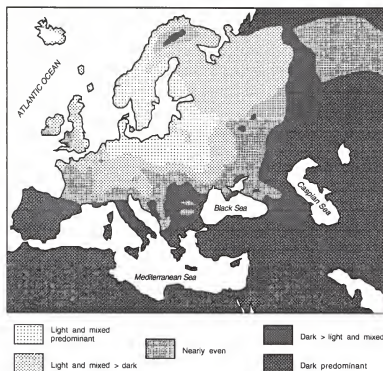 ATLANTIC OCEAN
Black Sea
Caspian Sea
Mediterranean Sea
Light and mixed
predominant
Light and mixed > dark
Nearly even
Dark > light and mixed
Dark predominant